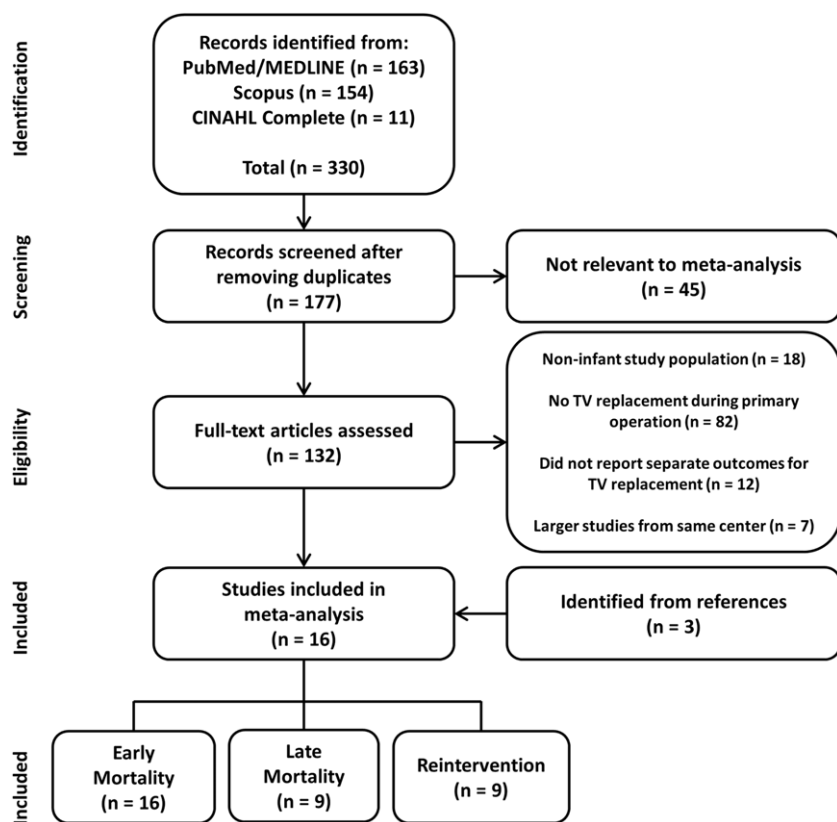 Identification
Records identified from:
PubMed/MEDLINE (n = 163)
Scopus (n = 154)
CINAHL Complete (n = 11)
Total (n = 330)
Screening
Records screened after
removing duplicates
(n = 177)
Not relevant to meta-analysis
(n = 45)
Eligibility
Full-text articles assessed
(n = 132)
Non-infant study population (n = 18)
No TV replacement during primary
operation
(n = 82)
Did not report separate outcomes for
TV replacement (n = 12)
Larger studies from same center (n = 7)
Included
Studies included in
meta-analysis
(n = 16)
Identified from references
(n = 3)
Included
Early
Mortality
(n = 16)
Late
Mortality
(n = 9)
Reintervention
(n = 9)